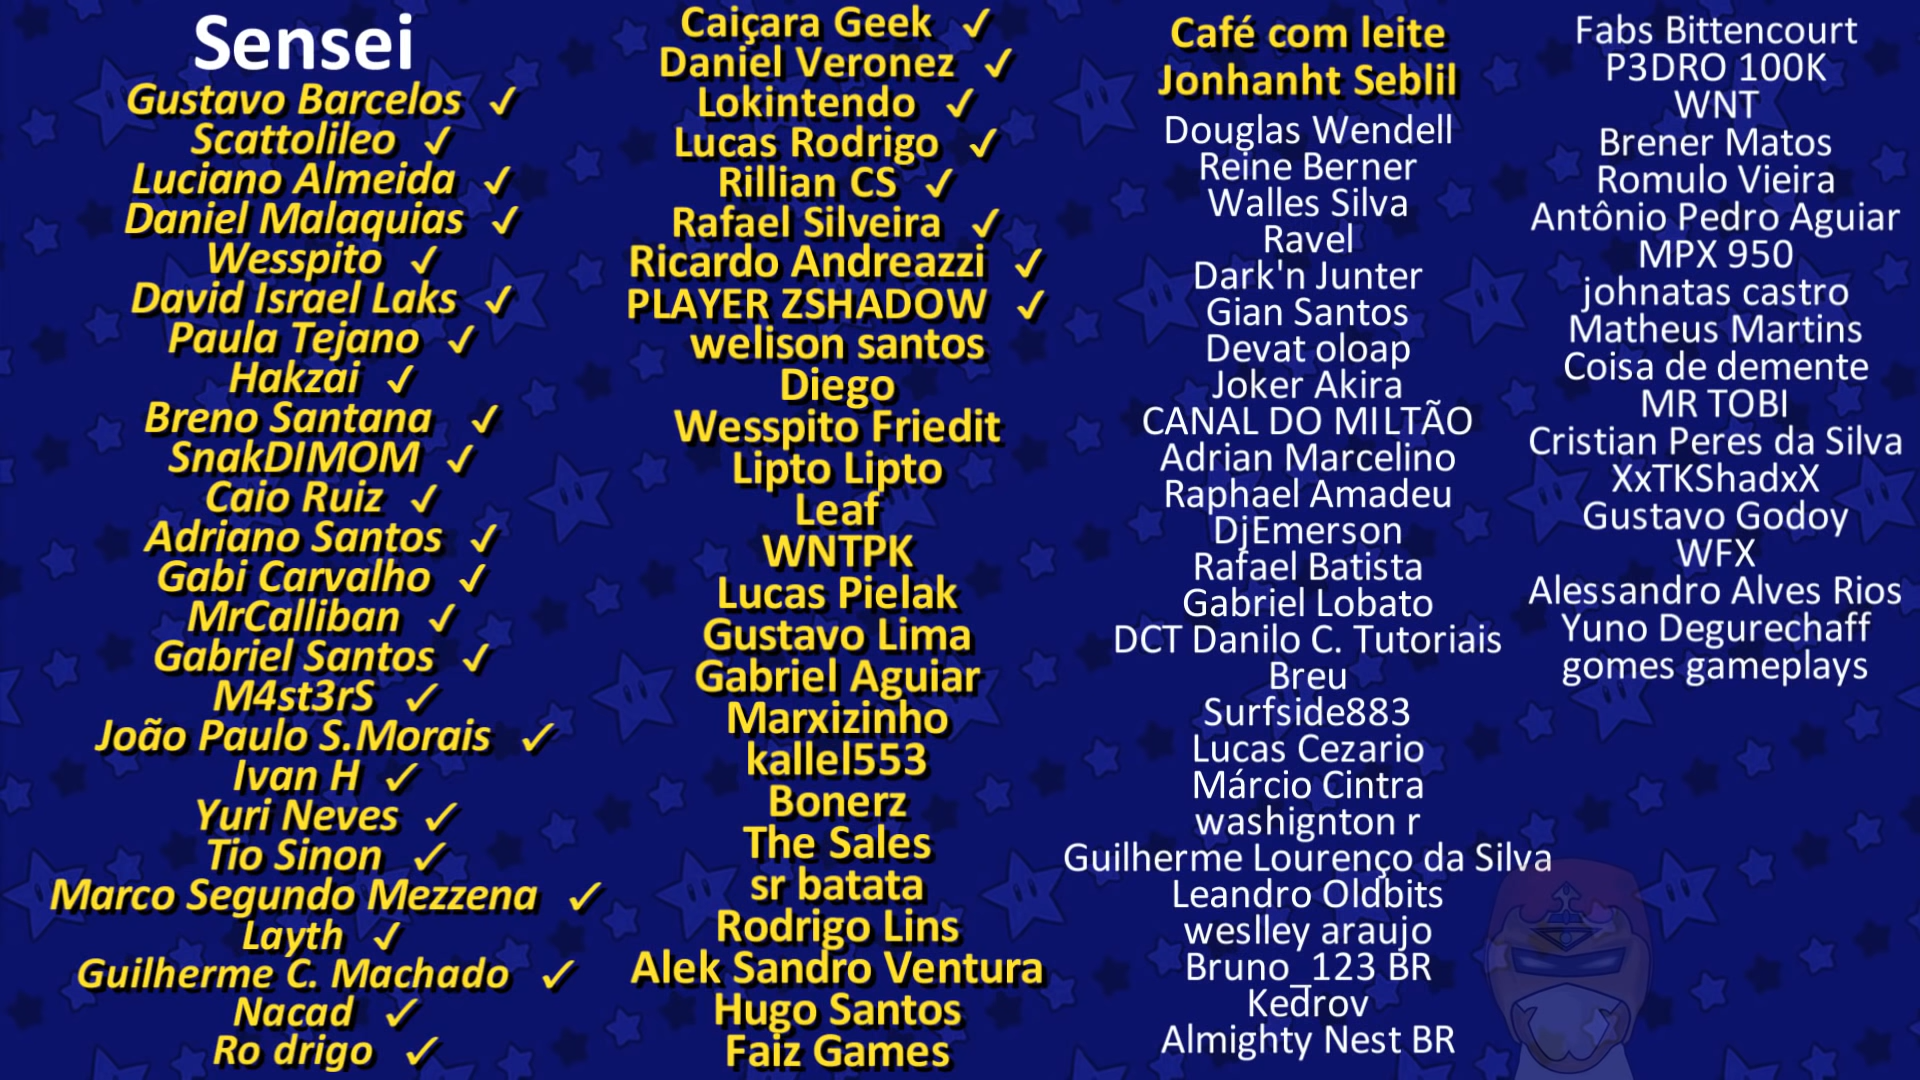 Sensei
Gustavo Barcelos ✓
Scattolileo ✓
Luciano Almeida ✓
Daniel Malaquias ✓
Wesspito ✓
David Israel Laks ✓
Paula Tejano ✓
Hakzai ✓
Breno Santana ✓
SnakDIMOM ✓
Caio Ruiz ✓
Adriano Santos ✓
Gabi Carvalho ✓
MrCalliban ✓
Gabriel Santos ✓
M4st3rS ✓
João Paulo S.Morais ✓
Ivan H ✓
Yuri Neves ✓
Tio Sinon ✓
Marco Segundo Mezzena ✓
Layth ✓
Guilherme C. Machado ✓
Nacad ✓
Ro drigo ✓
Caiçara Geek ✓
Daniel Veronez ✓
Lokintendo ✓
Lucas Rodrigo ✓
Rillian CS ✓
Rafael Silveira ✓
Ricardo Andreazzi ✓
PLAYER ZSHADOW ✓
welison santos
Diego
Wesspito Friedit
Lipto Lipto
Leaf
WNTPK
Lucas Pielak
Gustavo Lima
Gabriel Aguiar
Marxizinho
kallel553
Bonerz
The Sales
sr batata
Rodrigo Lins
Alek Sandro Ventura
Hugo Santos
Faiz Games
Café com leite
Jonhanht Seblil
Douglas Wendell
Reine Berner
Walles Silva
Ravel
Dark'n Junter
Gian Santos
Devat oloap
Joker Akira
CANAL DO MILTÃO
Adrian Marcelino
Raphael Amadeu
DjEmerson
Rafael Batista
Gabriel Lobato
DCT Danilo C. Tutoriais
Breu
Surfside883
Lucas Cezario
Márcio Cintra
washignton r
Guilherme Lourenço da Silva
Leandro Oldbits
weslley araujo
Bruno_123 BR
Kedrov
Almighty Nest BR
Fabs Bittencourt
P3DRO 100K
WNT
Brener Matos
Romulo Vieira
Antônio Pedro Aguiar
MPX 950
johnatas castro
Matheus Martins
Coisa de demente
MR TOBI
Cristian Peres da Silva
XxTKShadxX
Gustavo Godoy
WFX
Alessandro Alves Rios
Yuno Degurechaff
gomes gameplays